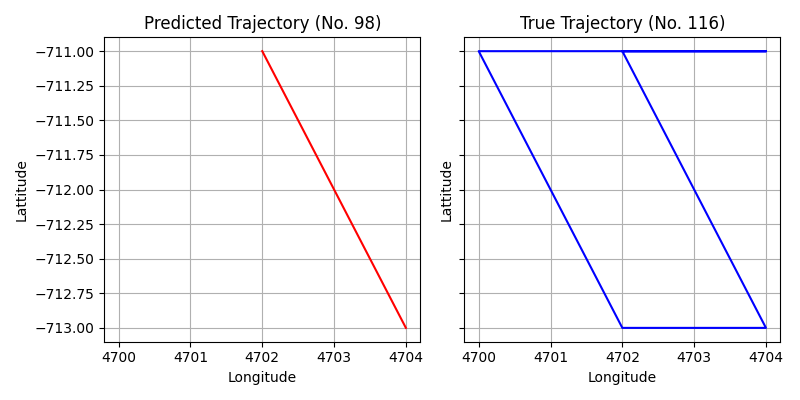 Predicted Trajectory (No. 98)
True Trajectory (No. 116)
−711.00
−711.25
−711.50
−711.75
−712.00
−712.25
−712.50
−712.75
−713.00
Lattitude
Lattitude
4700 4701 4702 4703 4704
4700 4701 4702 4703 4704
Longitude
Longitude